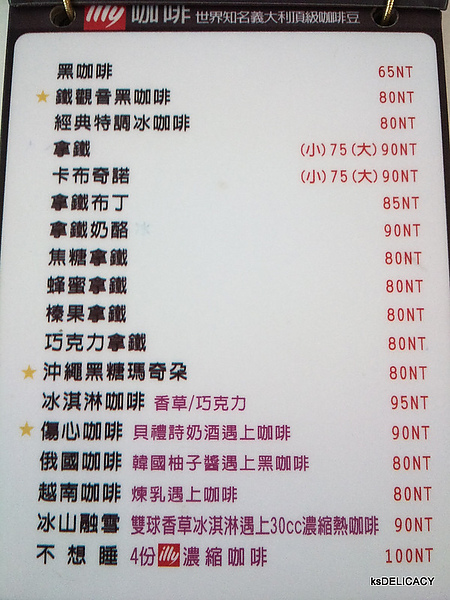 illy 咖啡 世界知名義大利頂級咖啡豆
黑咖啡 65NT
★ 鐵觀音黑咖啡 80NT
經典特調冰咖啡 80NT
拿鐵 (小)75(大)90NT
卡布奇諾 (小)75(大)90NT
拿鐵布丁 85NT
拿鐵奶酪 90NT
焦糖拿鐵 80NT
蜂蜜拿鐵 80NT
榛果拿鐵 80NT
巧克力拿鐵 80NT
★ 沖繩黑糖瑪奇朵 80NT
冰淇淋咖啡 香草/巧克力 95NT
★ 傷心咖啡 貝禮詩奶酒遇上咖啡 90NT
俄國咖啡 韓國柚子醬遇上黑咖啡 80NT
越南咖啡 煉乳遇上咖啡 80NT
冰山融雪 雙球香草冰淇淋遇上30cc濃縮熱咖啡 90NT
不想睡 4份illy濃縮咖啡 100NT
ksDELICACY